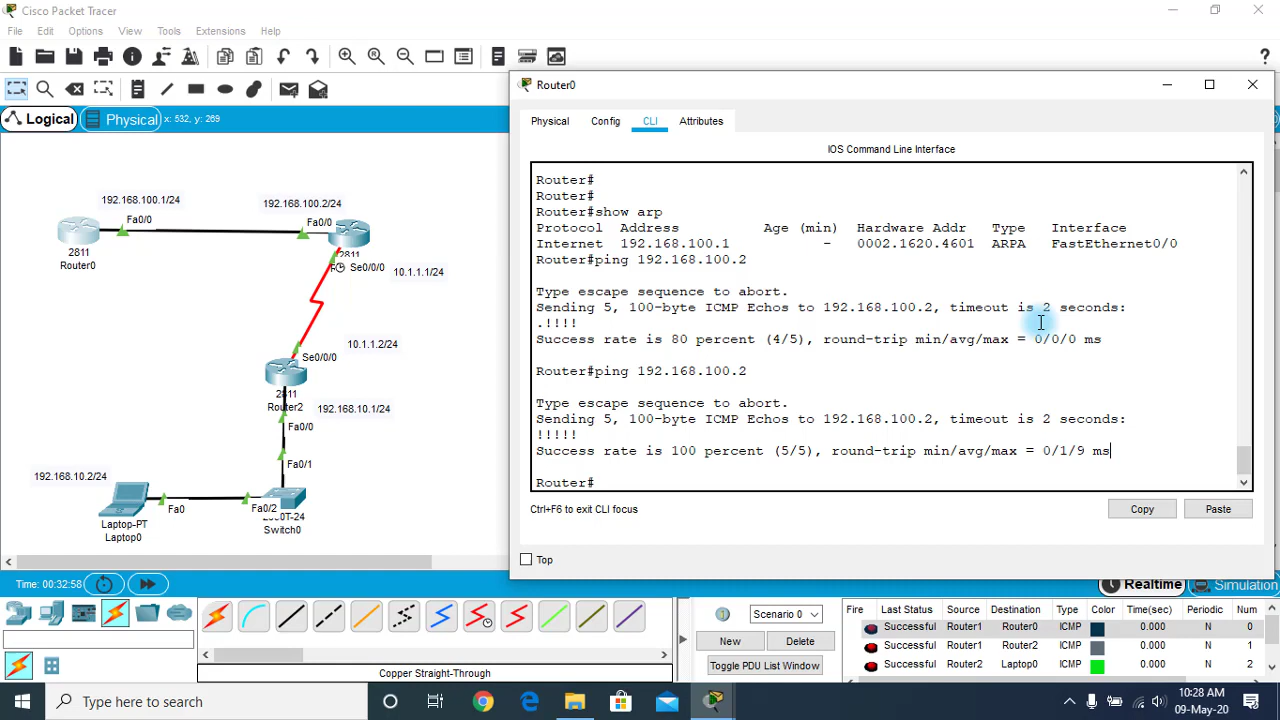 Cisco Packet Tracer
File Edit Options View Tools Extensions Help
Logical Physical x: 532, y: 269
192.168.100.1/24
192.168.100.2/24
Fa0/0
Fa0/0
2811
Router0
2811
Se0/0/0
10.1.1.1/24
10.1.1.2/24
Se0/0/0
2811
Router2
192.168.10.1/24
Fa0/0
Fa0/1
192.168.10.2/24
Fa0
Fa0/2
Laptop-PT
Laptop0
Switch0
Router0
Physical Config CLI Attributes
IOS Command Line Interface
Router#
Router#
Router#show arp
Protocol Address Age (min) Hardware Addr Type Interface
Internet 192.168.100.1 - 0002.1620.4601 ARPA FastEthernet0/0
Router#ping 192.168.100.2
Type escape sequence to abort.
Sending 5, 100-byte ICMP Echos to 192.168.100.2, timeout is 2 seconds:
.!!!!
Success rate is 80 percent (4/5), round-trip min/avg/max = 0/0/0 ms
Router#ping 192.168.100.2
Type escape sequence to abort.
Sending 5, 100-byte ICMP Echos to 192.168.100.2, timeout is 2 seconds:
!!!!!
Success rate is 100 percent (5/5), round-trip min/avg/max = 0/1/9 ms
Router#
Ctrl+F6 to exit CLI focus
Copy Paste
Top
Time: 00:32:58
Realtime Simulation
Scenario 0
New Delete
Toggle PDU List Window
Fire Last Status Source Destination Type Color Time(sec) Periodic Num
Successful Router1 Router0 ICMP 0.000 N 0
Successful Router1 Router2 ICMP 0.000 N 1
Successful Router2 Laptop0 ICMP 0.000 N 2
Copper Straight-Through
Type here to search
10:28 AM
09-May-20